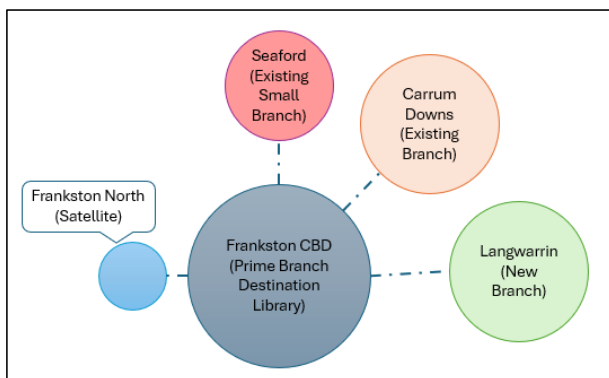 Seaford
(Existing
Small
Branch)
Carrum
Downs
(Existing
Branch)
Frankston North
(Satellite)
Frankston CBD
(Prime Branch
Destination
Library)
Langwarrin
(New
Branch)